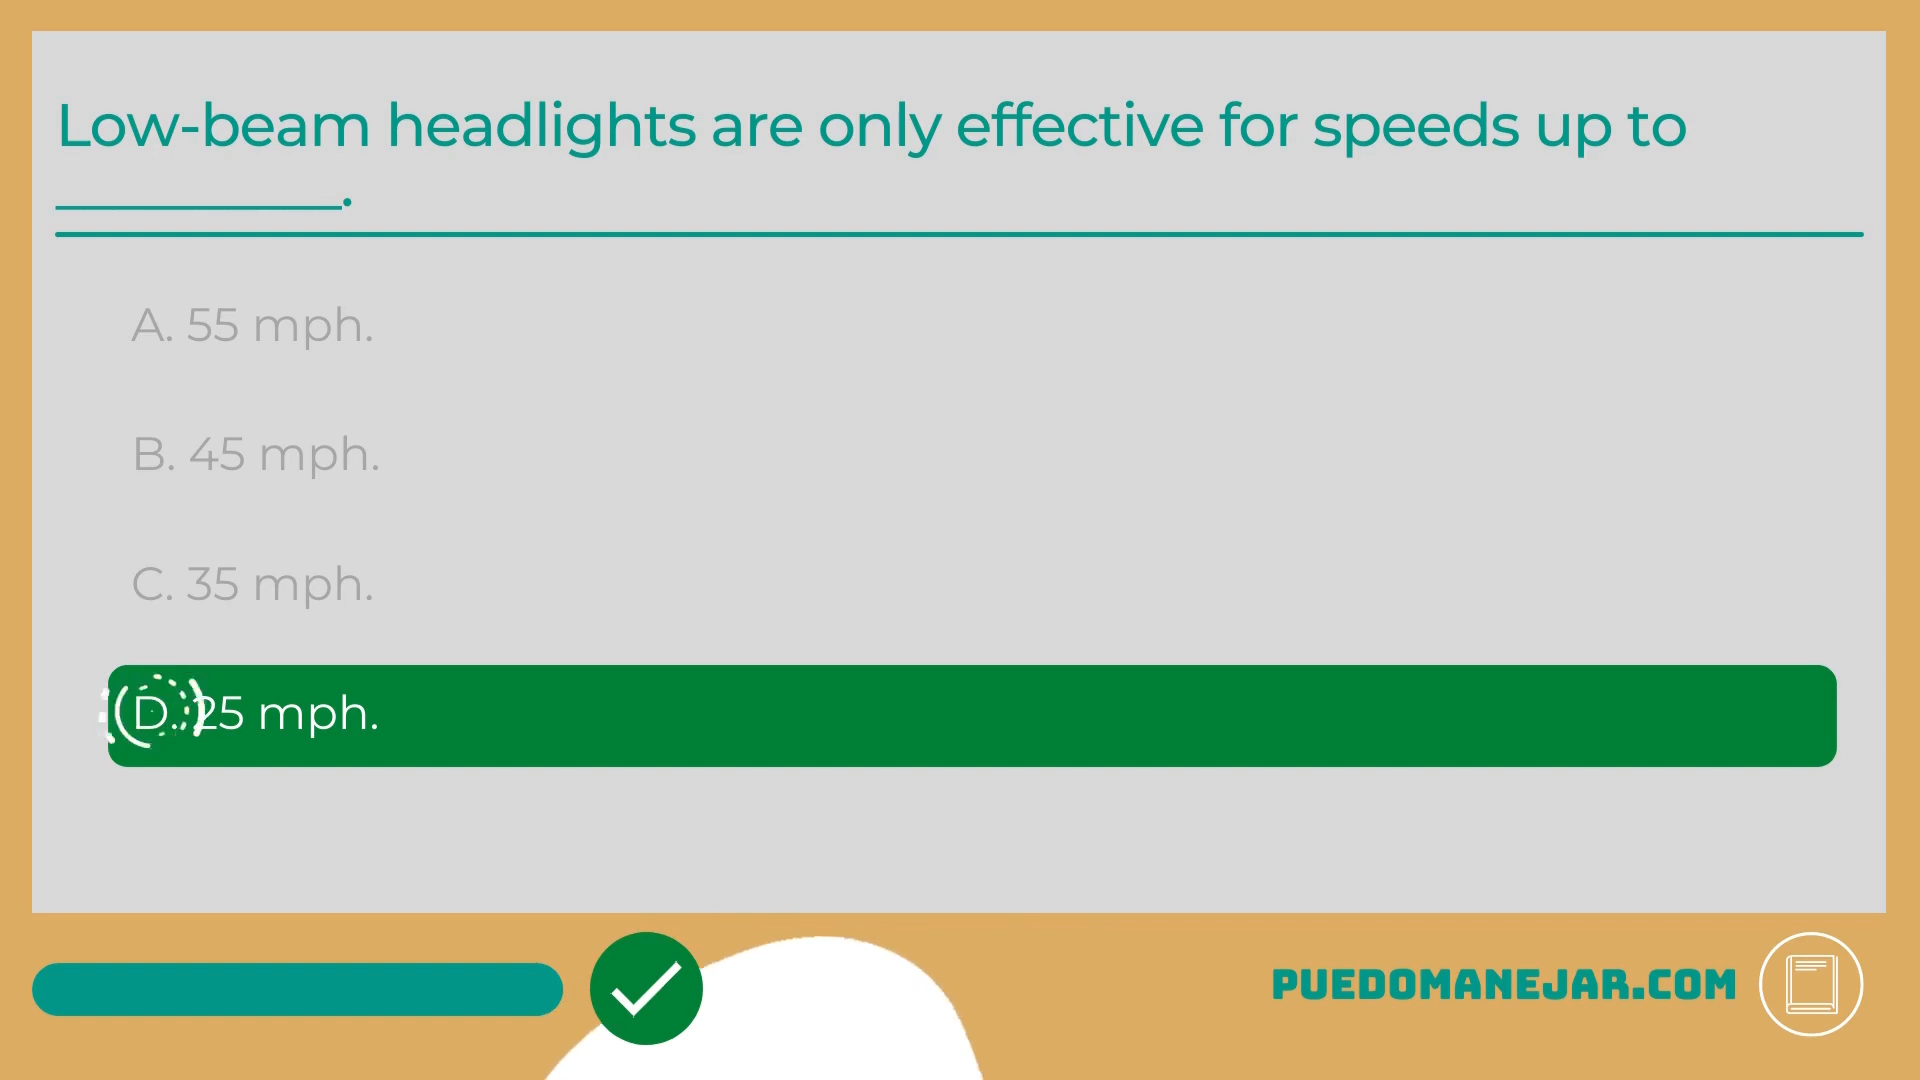 Low-beam headlights are only effective for speeds up to
___________.
A. 55 mph.
B. 45 mph.
C. 35 mph.
D. 25 mph.
PUEDOMANEJAR.COM